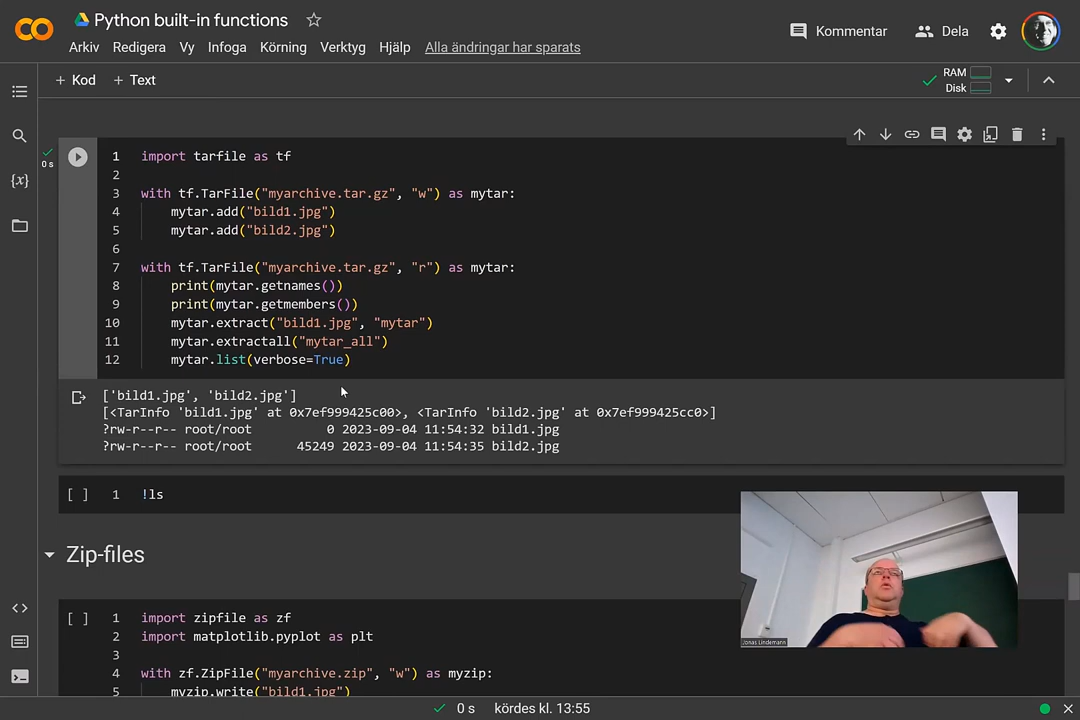 Python built-in functions
Arkiv Redigera Vy Infoga Körning Verktyg Hjälp Alla ändringar har sparats
Kommentar Dela
+ Kod + Text
RAM
Disk
0 s
1 import tarfile as tf
2
3 with tf.TarFile("myarchive.tar.gz", "w") as mytar:
4 mytar.add("bild1.jpg")
5 mytar.add("bild2.jpg")
6
7 with tf.TarFile("myarchive.tar.gz", "r") as mytar:
8 print(mytar.getnames())
9 print(mytar.getmembers())
10 mytar.extract("bild1.jpg", "mytar")
11 mytar.extractall("mytar_all")
12 mytar.list(verbose=True)
['bild1.jpg', 'bild2.jpg']
[<TarInfo 'bild1.jpg' at 0x7ef999425c00>, <TarInfo 'bild2.jpg' at 0x7ef999425cc0>]
?rw-r--r-- root/root 0 2023-09-04 11:54:32 bild1.jpg
?rw-r--r-- root/root 45249 2023-09-04 11:54:35 bild2.jpg
[ ] 1 !ls
Zip-files
[ ] 1 import zipfile as zf
2 import matplotlib.pyplot as plt
3
4 with zf.ZipFile("myarchive.zip", "w") as myzip:
5 myzip.write("bild1.jpg")
Jonas Lindemann
0 s kördes kl. 13:55